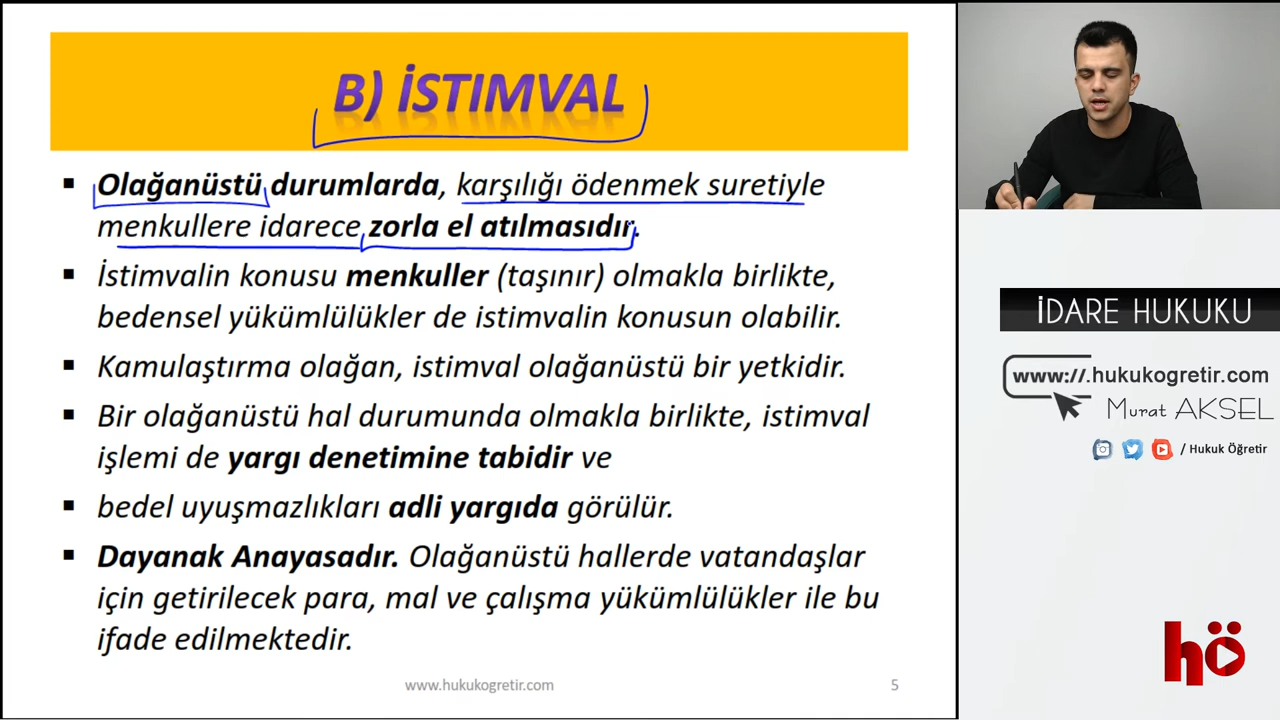 B) İSTIMVAL
▪ Olağanüstü durumlarda, karşılığı ödenmek suretiyle
menkullere idarece zorla el atılmasıdır.
▪ İstimvalin konusu menkuller (taşınır) olmakla birlikte,
bedensel yükümlülükler de istimvalin konusun olabilir.
▪ Kamulaştırma olağan, istimval olağanüstü bir yetkidir.
▪ Bir olağanüstü hal durumunda olmakla birlikte, istimval
işlemi de yargı denetimine tabidir ve
▪ bedel uyuşmazlıkları adli yargıda görülür.
▪ Dayanak Anayasadır. Olağanüstü hallerde vatandaşlar
için getirilecek para, mal ve çalışma yükümlülükler ile bu
ifade edilmektedir.
www.hukukogretir.com
5
İDARE HUKUKU
www://.hukukogretir.com
Murat AKSEL
/ Hukuk Öğretir
hö